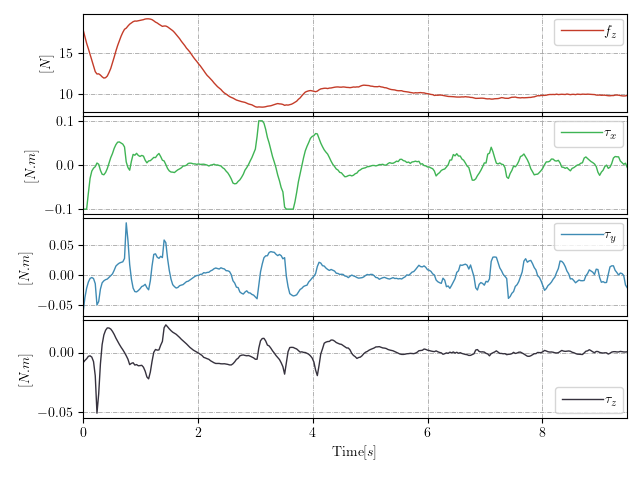 [N]
15
10
f_z
[N.m]
0.1
0.0
−0.1
τ_x
[N.m]
0.05
0.00
−0.05
τ_y
[N.m]
0.00
−0.05
τ_z
0 2 4 6 8
Time[s]